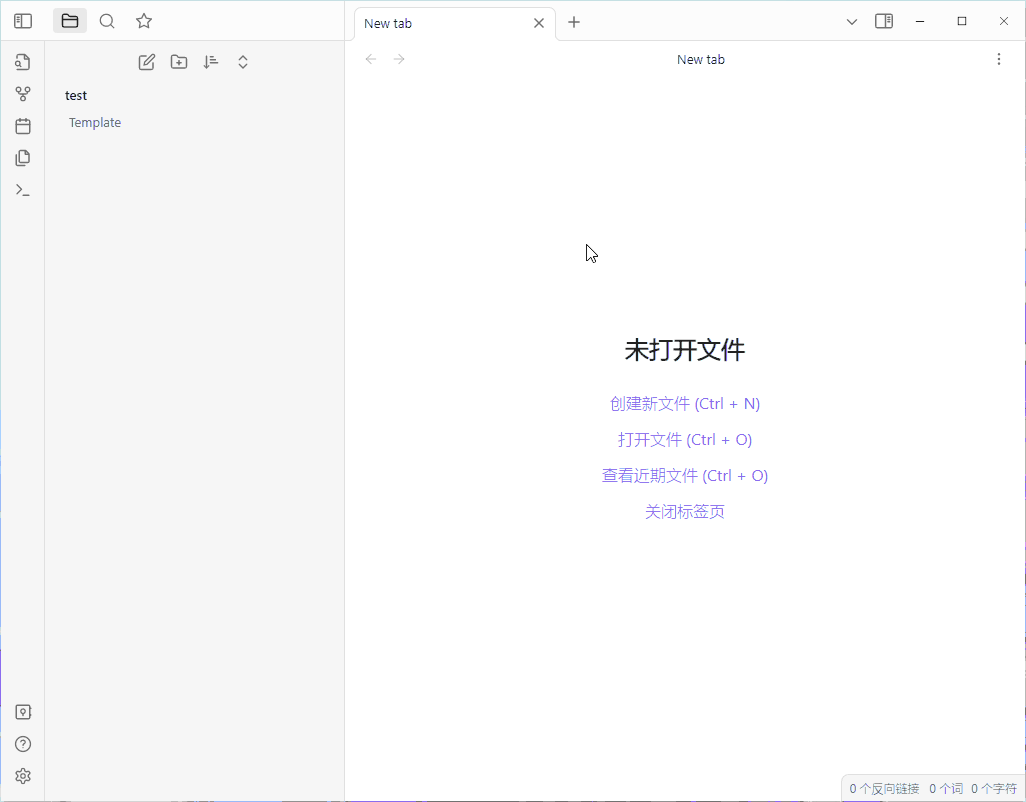 New tab
New tab
test
Template
未打开文件
创建新文件 (Ctrl + N)
打开文件 (Ctrl + O)
查看近期文件 (Ctrl + O)
关闭标签页
0 个反向链接 0 个词 0 个字符